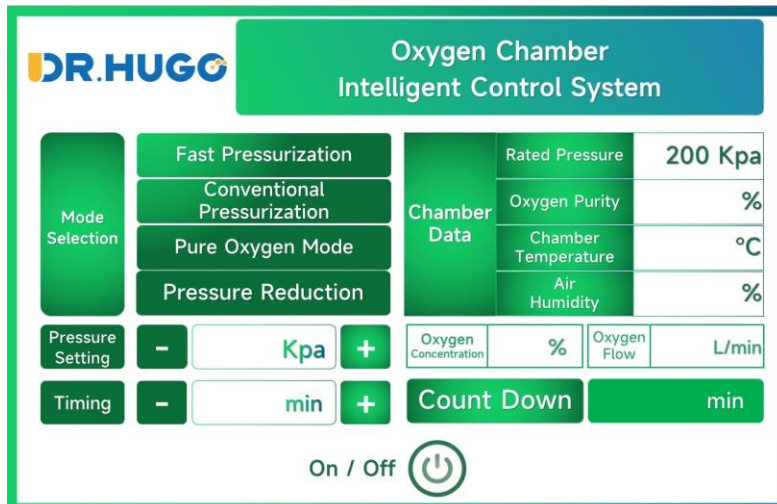 DR.HUGO
Oxygen Chamber
Intelligent Control System
Mode
Selection
Fast Pressurization
Conventional
Pressurization
Pure Oxygen Mode
Pressure Reduction
Chamber
Data
Rated Pressure
200 Kpa
Oxygen Purity
%
Chamber
Temperature
°C
Air
Humidity
%
Pressure
Setting
-
Kpa
+
Oxygen
Concentration
%
Oxygen
Flow
L/min
Timing
-
min
+
Count Down
min
On / Off